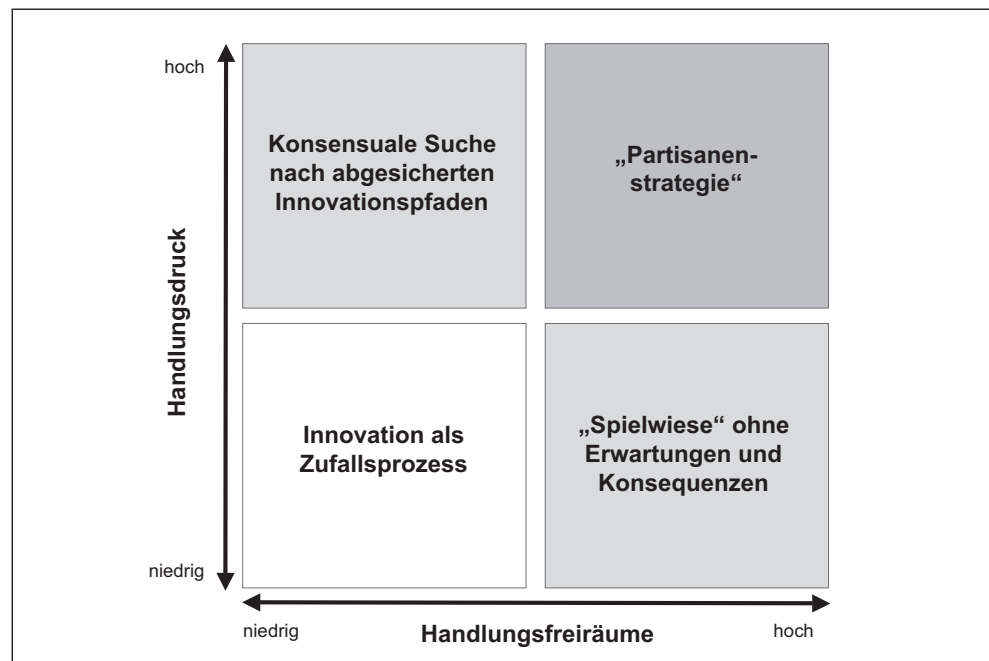 hoch
Konsensuale Suche
nach abgesicherten
Innovationspfaden
„Partisanen-
strategie“
Handlungsdruck
Innovation als
Zufallsprozess
„Spielwiese“ ohne
Erwartungen und
Konsequenzen
niedrig
niedrig
Handlungsfreiräume
hoch